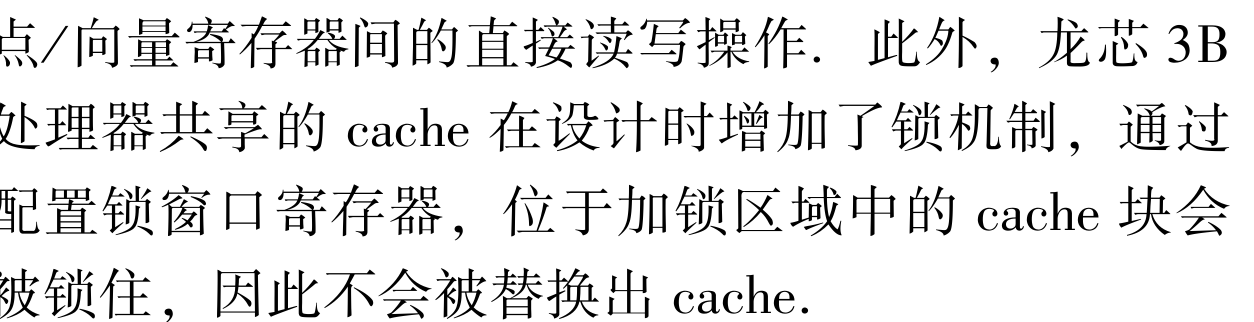 点/向量寄存器间的直接读写操作. 此外, 龙芯 3B
处理器共享的 cache 在设计时增加了锁机制, 通过
配置锁窗口寄存器, 位于加锁区域中的 cache 块会
被锁住, 因此不会被替换出 cache.